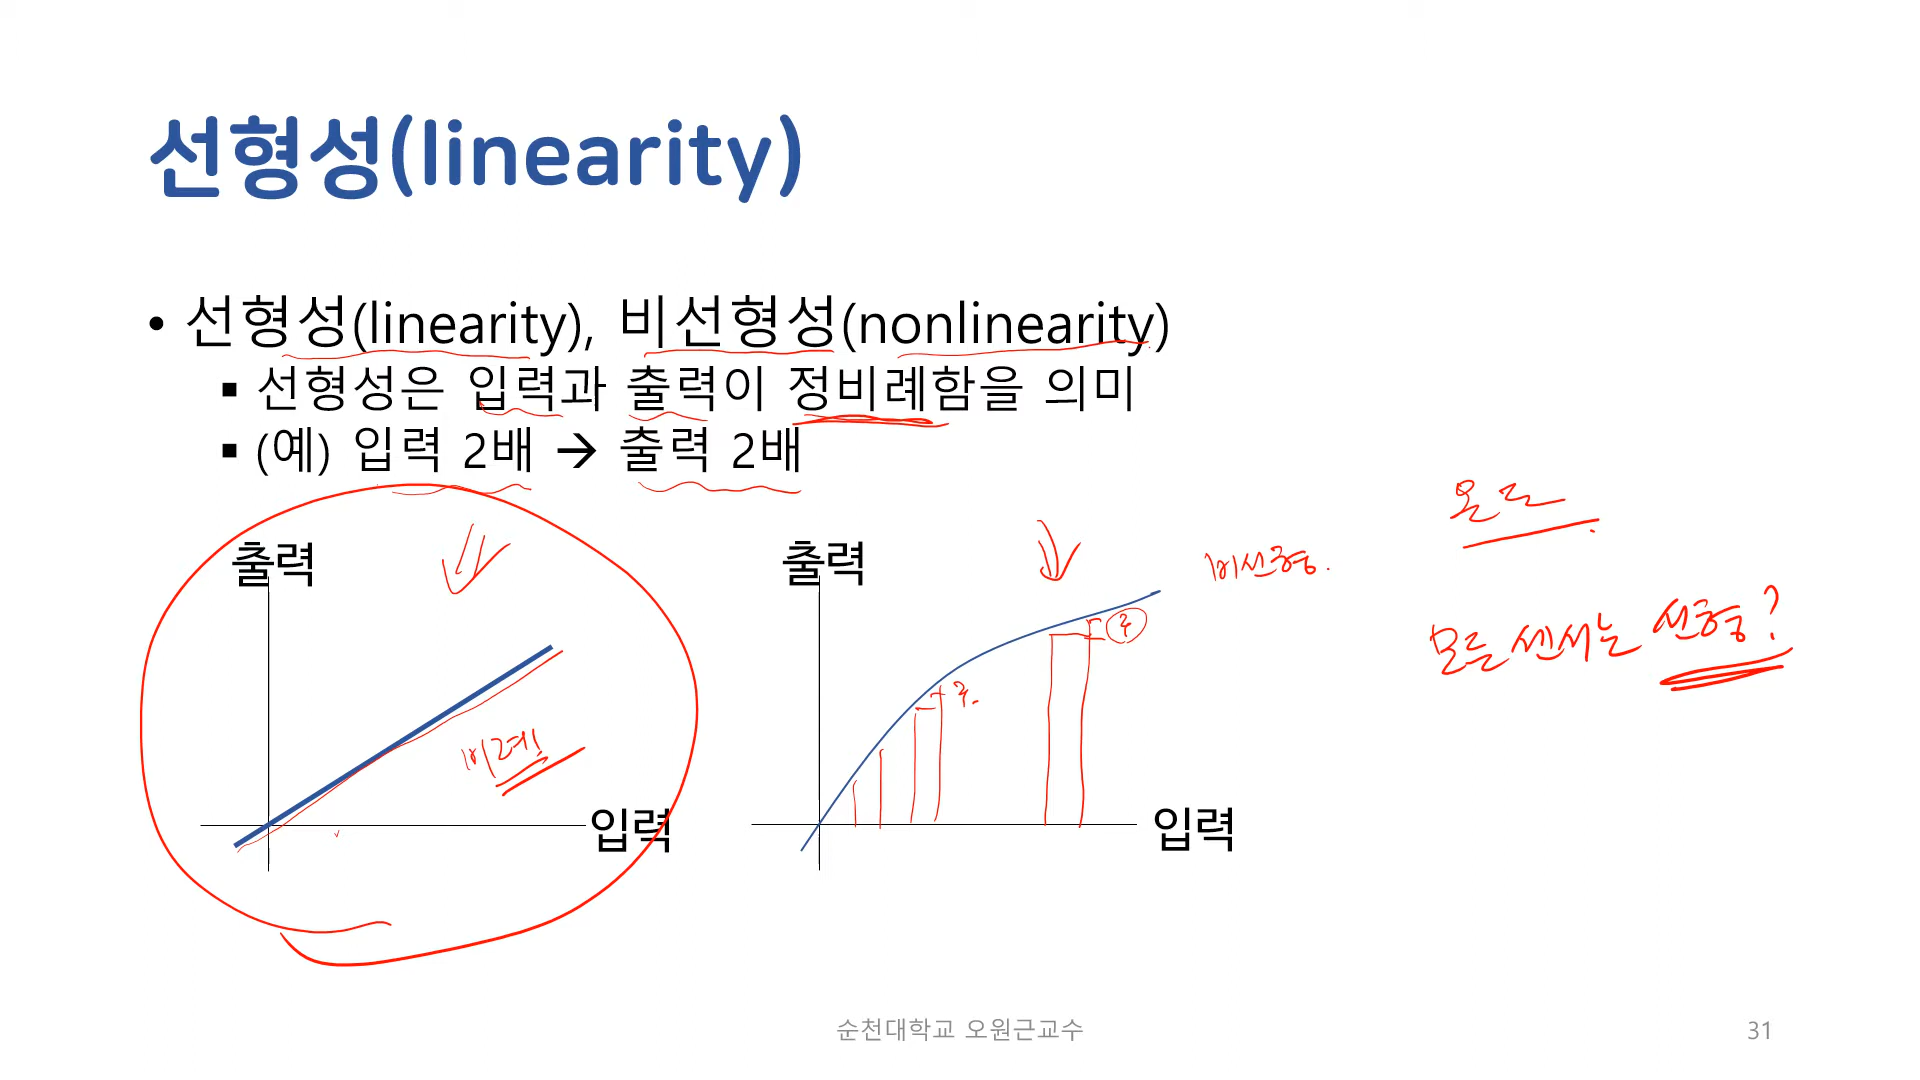 선형성(linearity)
• 선형성(linearity), 비선형성(nonlinearity)
▪ 선형성은 입력과 출력이 정비례함을 의미
▪ (예) 입력 2배 → 출력 2배
온도
출력
출력
비선형.
모든 센서는 선형?
비례
입력
입력
순천대학교 오원근교수
31